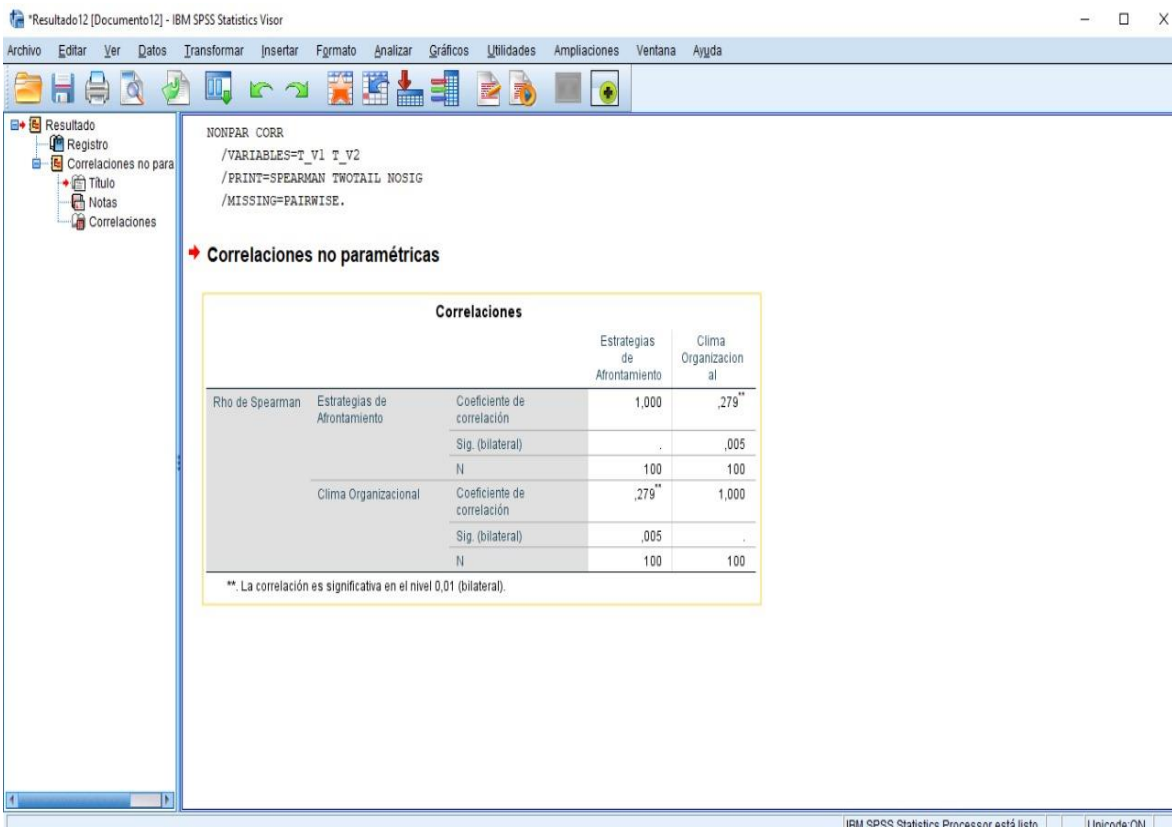 *Resultado12 [Documento12] - IBM SPSS Statistics Visor
Archivo Editar Ver Datos Transformar Insertar Formato Analizar Gráficos Utilidades Ampliaciones Ventana Ayuda
Resultado
Registro
Correlaciones no para
Título
Notas
Correlaciones
NONPAR CORR
/VARIABLES=T_V1 T_V2
/PRINT=SPEARMAN TWOTAIL NOSIG
/MISSING=PAIRWISE.
Correlaciones no paramétricas
Correlaciones
Estrategias de Afrontamiento
Clima Organizacion al
Rho de Spearman
Estrategias de Afrontamiento
Coeficiente de correlación 1,000 ,279**
Sig. (bilateral) . ,005
N 100 100
Clima Organizacional
Coeficiente de correlación ,279** 1,000
Sig. (bilateral) ,005 .
N 100 100
**. La correlación es significativa en el nivel 0,01 (bilateral).
IBM SPSS Statistics Processor está listo Unicode:ON